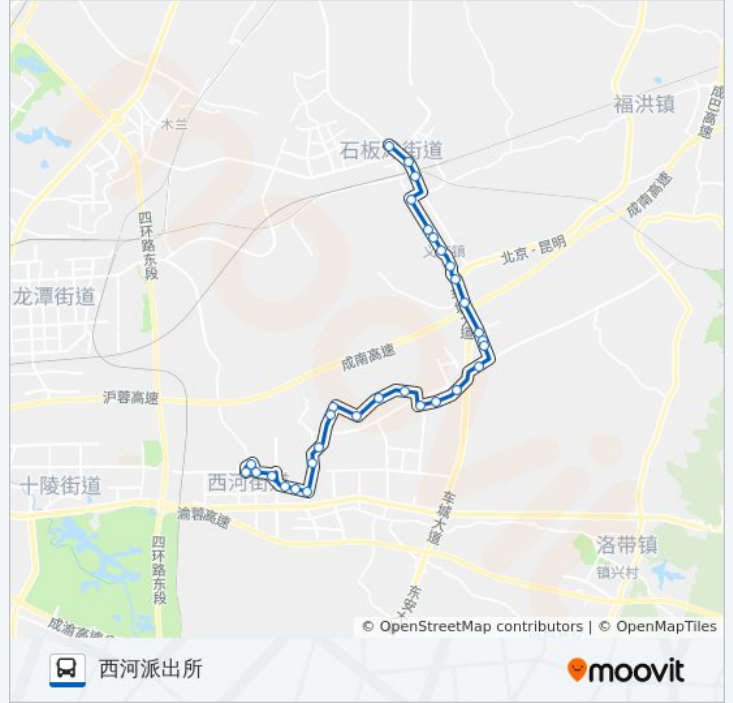 福洪镇
成巴高速
木兰
石板滩街道
成南高速
四环路东段
北京 - 昆明
龙潭街道
成南高速
沪蓉高速
西河街道
十陵街道
车城大道
渝蓉高速
洛带镇
四环路东段
镇兴村
© OpenStreetMap contributors | © OpenMapTiles
西河派出所
moovit